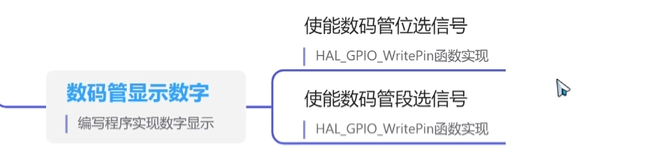 使能数码管位选信号
HAL_GPIO_WritePin函数实现
数码管显示数字
编写程序实现数字显示
使能数码管段选信号
HAL_GPIO_WritePin函数实现